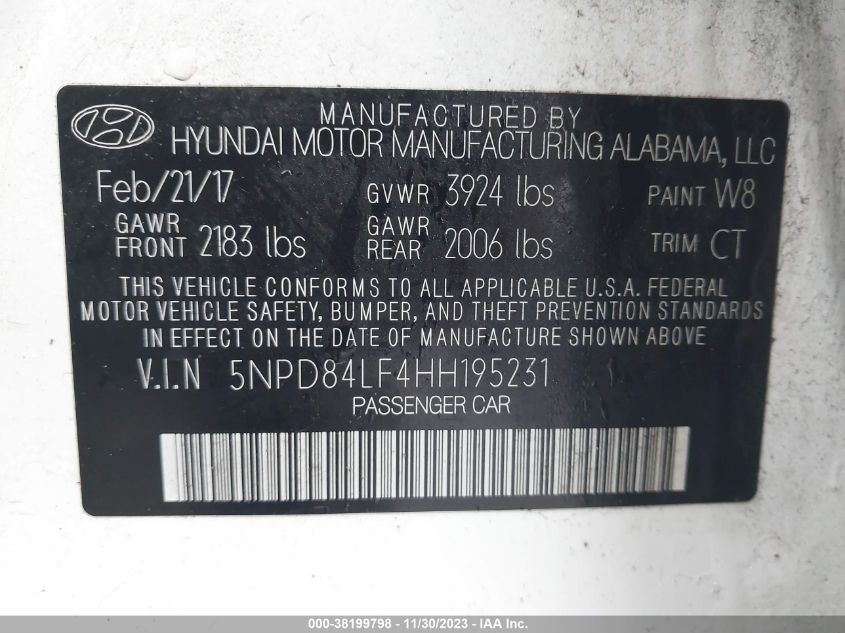 MANUFACTURED BY
HYUNDAI MOTOR MANUFACTURING ALABAMA, LLC
Feb/21/17 GVWR 3924 lbs PAINT W8
GAWR FRONT 2183 lbs GAWR REAR 2006 lbs TRIM CT
THIS VEHICLE CONFORMS TO ALL APPLICABLE U.S.A. FEDERAL
MOTOR VEHICLE SAFETY, BUMPER, AND THEFT PREVENTION STANDARDS
IN EFFECT ON THE DATE OF MANUFACTURE SHOWN ABOVE
V.I.N 5NPD84LF4HH195231
PASSENGER CAR
000-38199798 - 11/30/2023 - © 2023 IAA Inc.